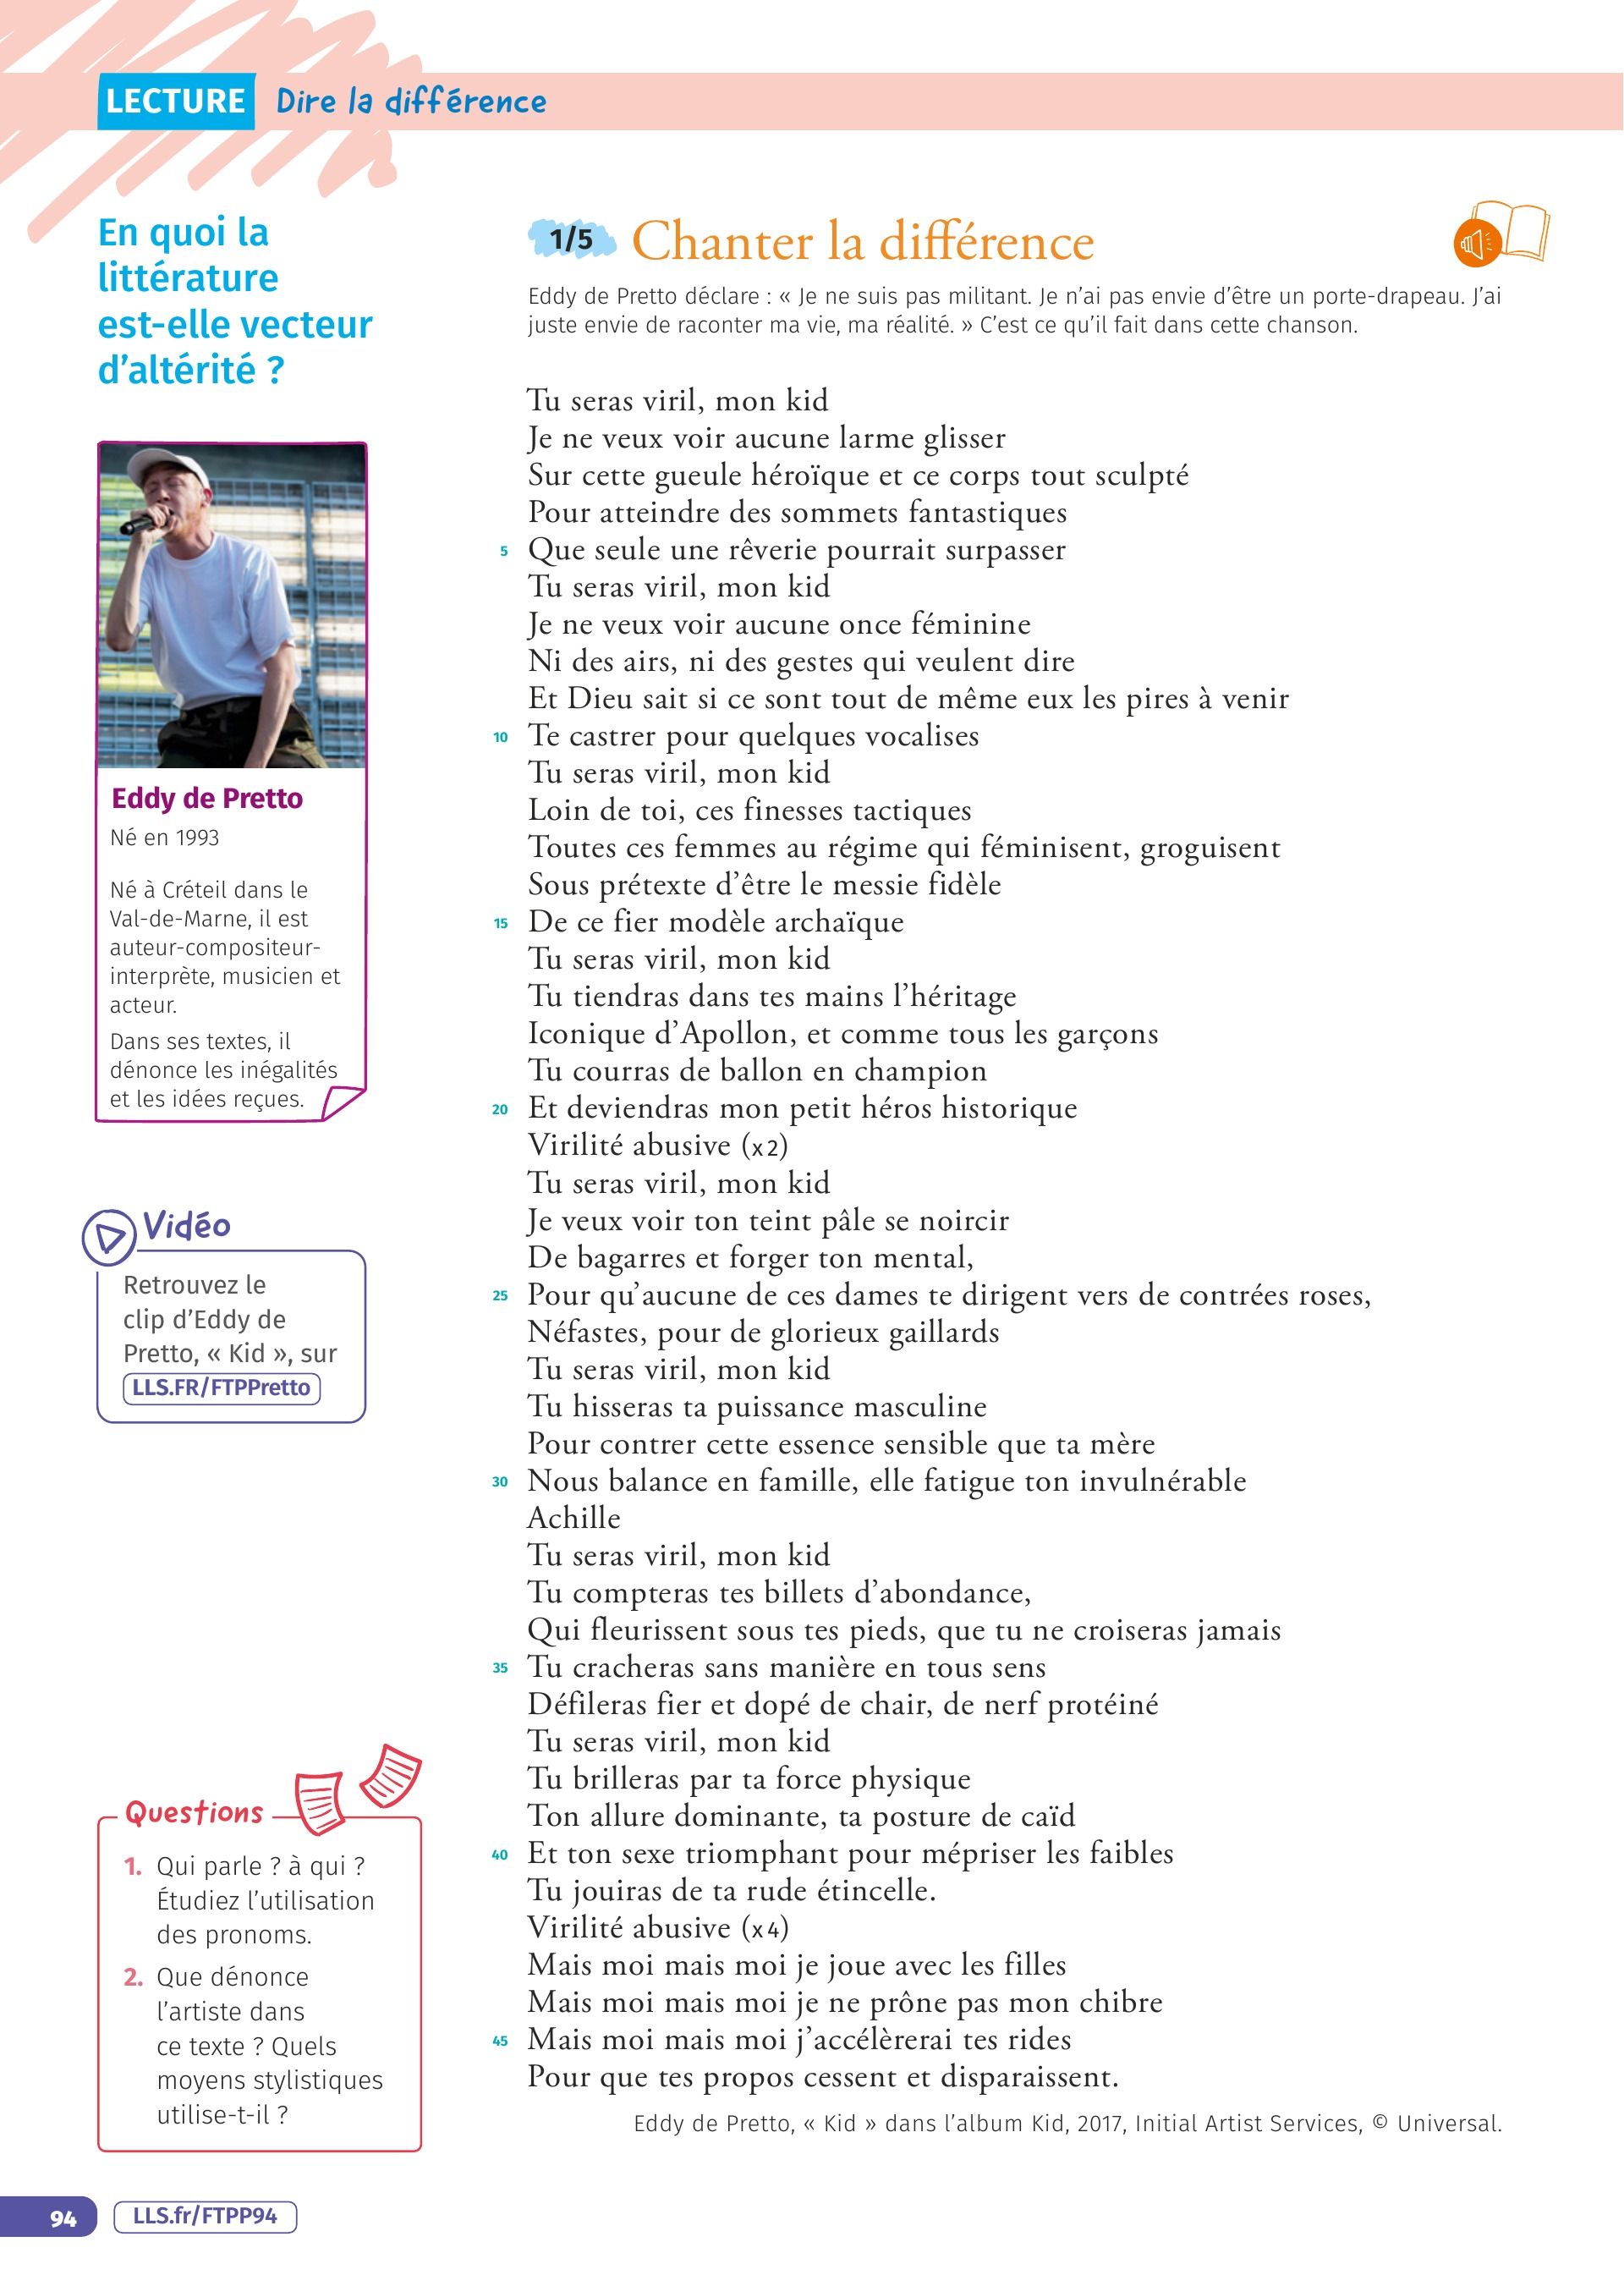 LECTURE Dire la différence
En quoi la
littérature
est-elle vecteur
d'altérité ?
Eddy de Pretto
Né en 1993
Né à Créteil dans le
Val-de-Marne, il est
auteur-compositeur-
interprète, musicien et
acteur.
Dans ses textes, il
dénonce les inégalités
et les idées reçues.
Vidéo
Retrouvez le
clip d'Eddy de
Pretto, « Kid », sur
LLS.FR/FTPPretto
Questions
1. Qui parle ? à qui ?
Étudiez l'utilisation
des pronoms.
2. Que dénonce
l'artiste dans
ce texte ? Quels
moyens stylistiques
utilise-t-il ?
1/5 Chanter la différence
Eddy de Pretto déclare : « Je ne suis pas militant. Je n'ai pas envie d'être un porte-drapeau. J'ai
juste envie de raconter ma vie, ma réalité. » C'est ce qu'il fait dans cette chanson.
Tu seras viril, mon kid
Je ne veux voir aucune larme glisser
Sur cette gueule héroïque et ce corps tout sculpté
Pour atteindre des sommets fantastiques
5 Que seule une rêverie pourrait surpasser
Tu seras viril, mon kid
Je ne veux voir aucune once féminine
Ni des airs, ni des gestes qui veulent dire
Et Dieu sait si ce sont tout de même eux les pires à venir
10 Te castrer pour quelques vocalises
Tu seras viril, mon kid
Loin de toi, ces finesses tactiques
Toutes ces femmes au régime qui féminisent, groguisent
Sous prétexte d'être le messie fidèle
15 De ce fier modèle archaïque
Tu seras viril, mon kid
Tu tiendras dans tes mains l'héritage
Iconique d'Apollon, et comme tous les garçons
Tu courras de ballon en champion
20 Et deviendras mon petit héros historique
Virilité abusive (x 2)
Tu seras viril, mon kid
Je veux voir ton teint pâle se noircir
De bagarres et forger ton mental,
25 Pour qu'aucune de ces dames te dirigent vers de contrées roses,
Néfastes, pour de glorieux gaillards
Tu seras viril, mon kid
Tu hisseras ta puissance masculine
Pour contrer cette essence sensible que ta mère
30 Nous balance en famille, elle fatigue ton invulnérable
Achille
Tu seras viril, mon kid
Tu compteras tes billets d'abondance,
Qui fleurissent sous tes pieds, que tu ne croiseras jamais
35 Tu cracheras sans manière en tous sens
Défileras fier et dopé de chair, de nerf protéiné
Tu seras viril, mon kid
Tu brilleras par ta force physique
Ton allure dominante, ta posture de caïd
40 Et ton sexe triomphant pour mépriser les faibles
Tu jouiras de ta rude étincelle.
Virilité abusive (x 4)
Mais moi mais moi je joue avec les filles
Mais moi mais moi je ne prône pas mon chibre
45 Mais moi mais moi j'accélèrerai tes rides
Pour que tes propos cessent et disparaissent.
Eddy de Pretto, « Kid » dans l'album Kid, 2017, Initial Artist Services, © Universal.
94 LLS.fr/FTPP94